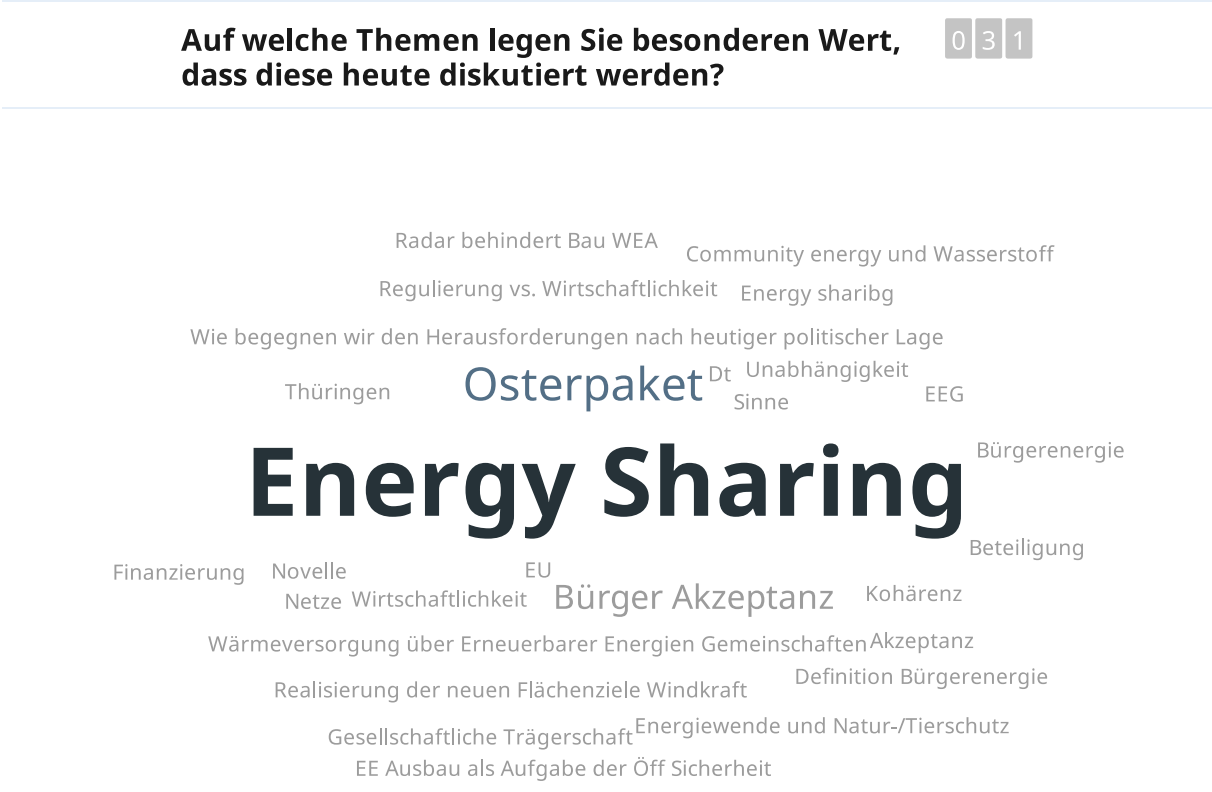 Auf welche Themen legen Sie besonderen Wert,
dass diese heute diskutiert werden?
0 3 1
Radar behindert Bau WEA
Community energy und Wasserstoff
Regulierung vs. Wirtschaftlichkeit
Energy sharibg
Wie begegnen wir den Herausforderungen nach heutiger politischer Lage
Osterpaket
Dt
Unabhängigkeit
Thüringen
Sinne
EEG
Energy Sharing
Bürgerenergie
Beteiligung
Finanzierung
Novelle
EU
Netze
Wirtschaftlichkeit
Bürger Akzeptanz
Kohärenz
Wärmeversorgung über Erneuerbarer Energien Gemeinschaften
Akzeptanz
Realisierung der neuen Flächenziele Windkraft
Definition Bürgerenergie
Gesellschaftliche Trägerschaft
Energiewende und Natur-/Tierschutz
EE Ausbau als Aufgabe der Öff Sicherheit